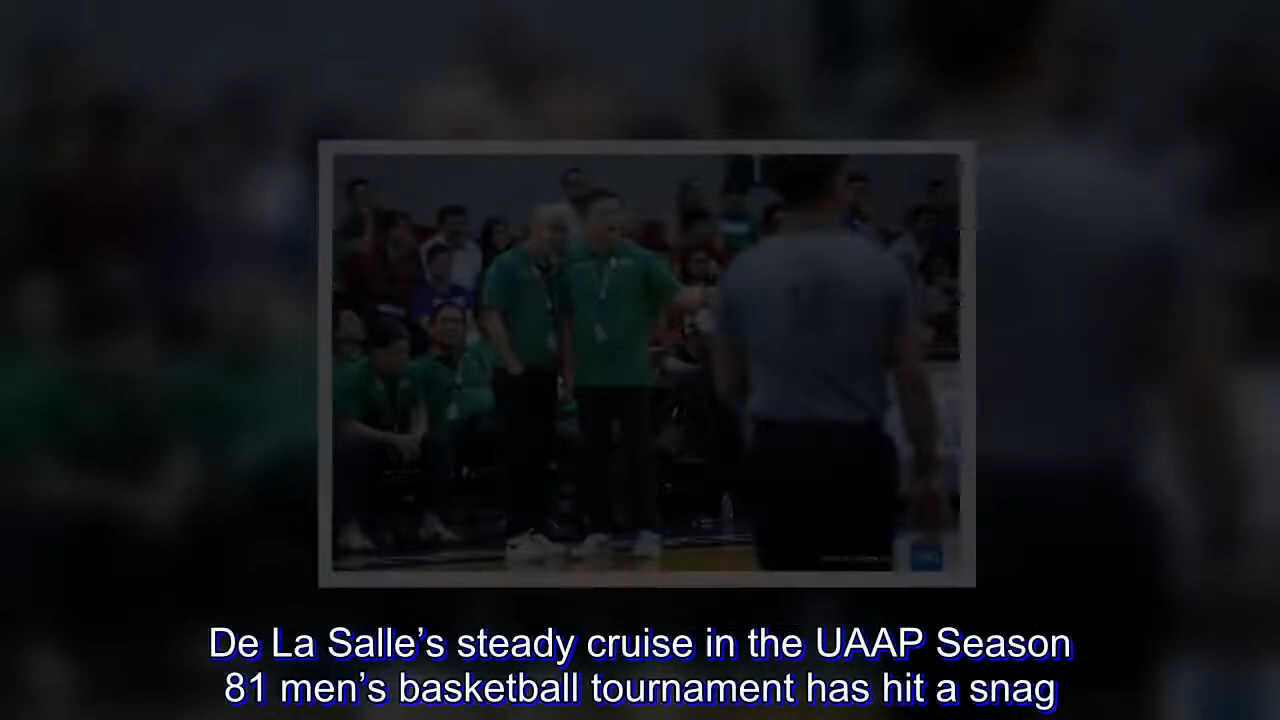 De La Salle’s steady cruise in the UAAP Season
81 men’s basketball tournament has hit a snag